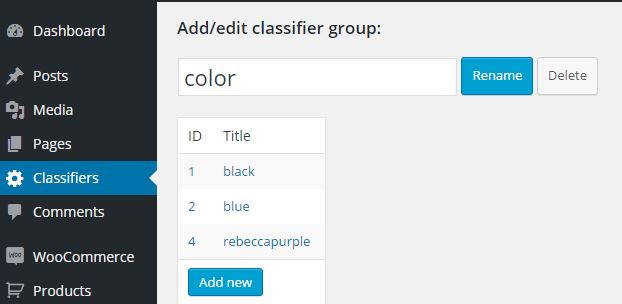 Dashboard
Posts
Media
Pages
Classifiers
Comments
WOO
WooCommerce
Products
Add/edit classifier group:
color
Rename
Delete
ID Title
1 black
2 blue
4 rebeccapurple
Add new